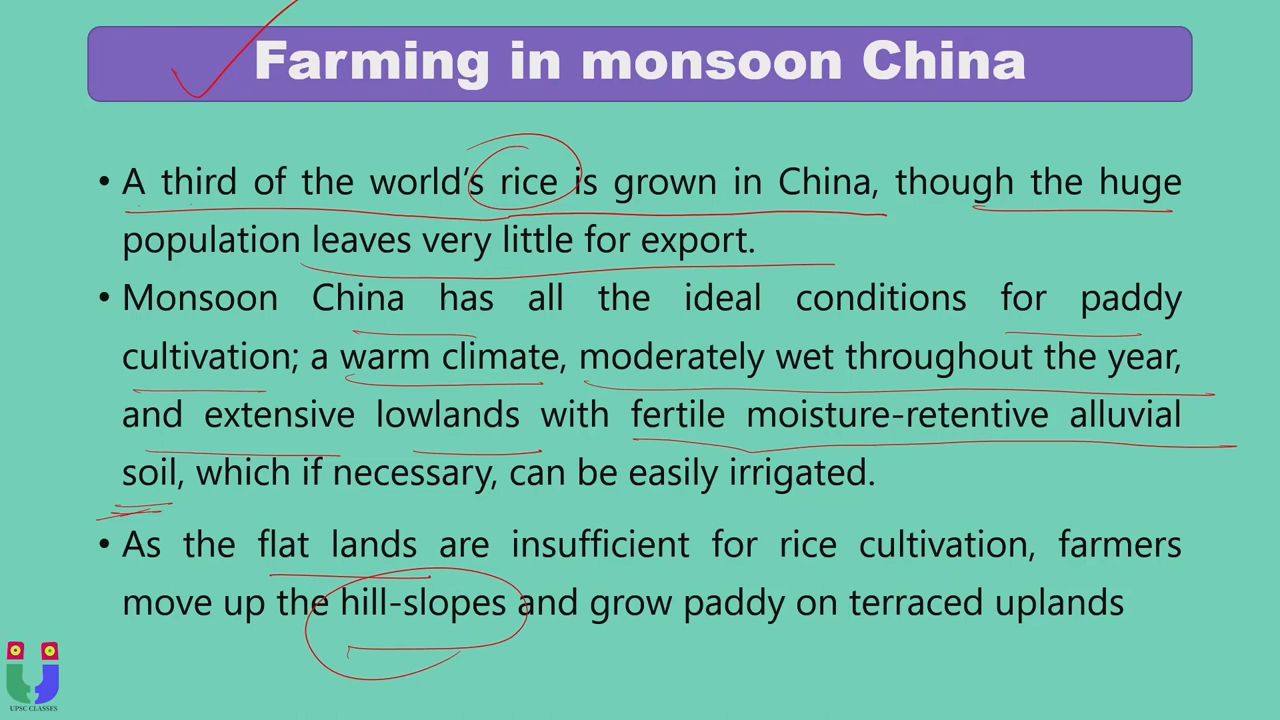 Farming in monsoon China
• A third of the world's rice is grown in China, though the huge
population leaves very little for export.
• Monsoon China has all the ideal conditions for paddy
cultivation; a warm climate, moderately wet throughout the year,
and extensive lowlands with fertile moisture-retentive alluvial
soil, which if necessary, can be easily irrigated.
• As the flat lands are insufficient for rice cultivation, farmers
move up the hill-slopes and grow paddy on terraced uplands
UPSC CLASSES